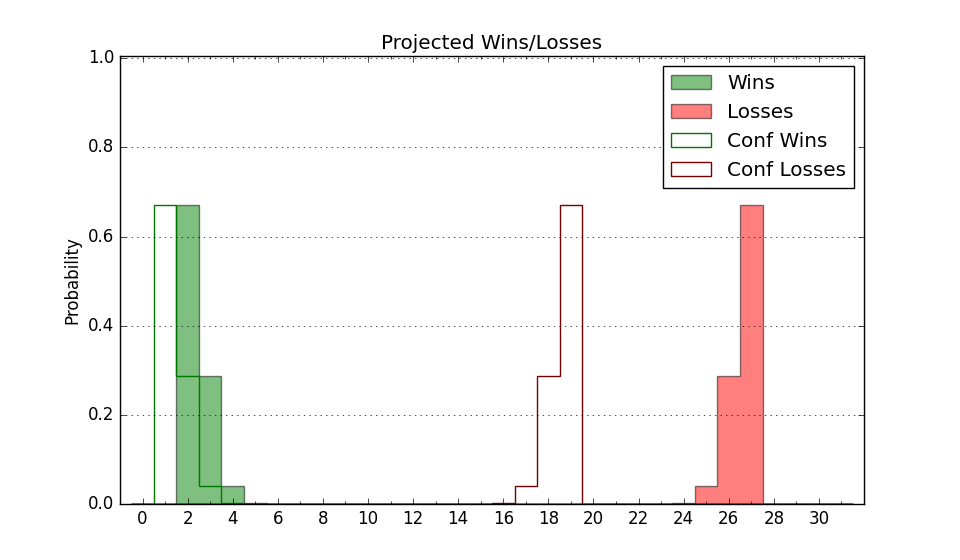 Projected Wins/Losses
1.0
0.8
0.6
0.4
0.2
0.0
Probability
Wins
Losses
Conf Wins
Conf Losses
0 2 4 6 8 10 12 14 16 18 20 22 24 26 28 30